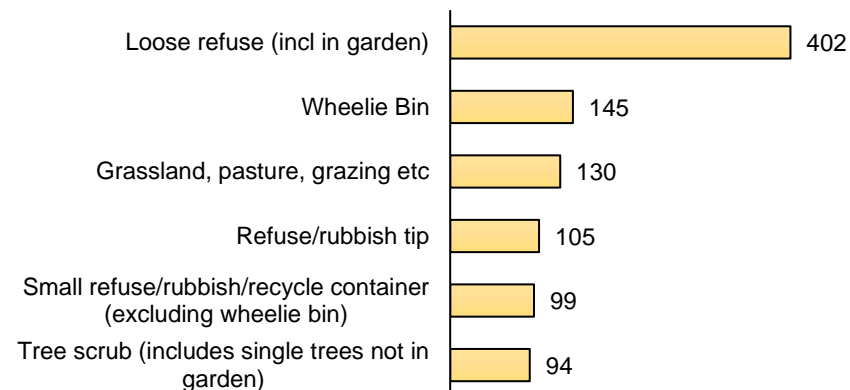 Loose refuse (incl in garden) 402
Wheelie Bin 145
Grassland, pasture, grazing etc 130
Refuse/rubbish tip 105
Small refuse/rubbish/recycle container
(excluding wheelie bin) 99
Tree scrub (includes single trees not in
garden) 94